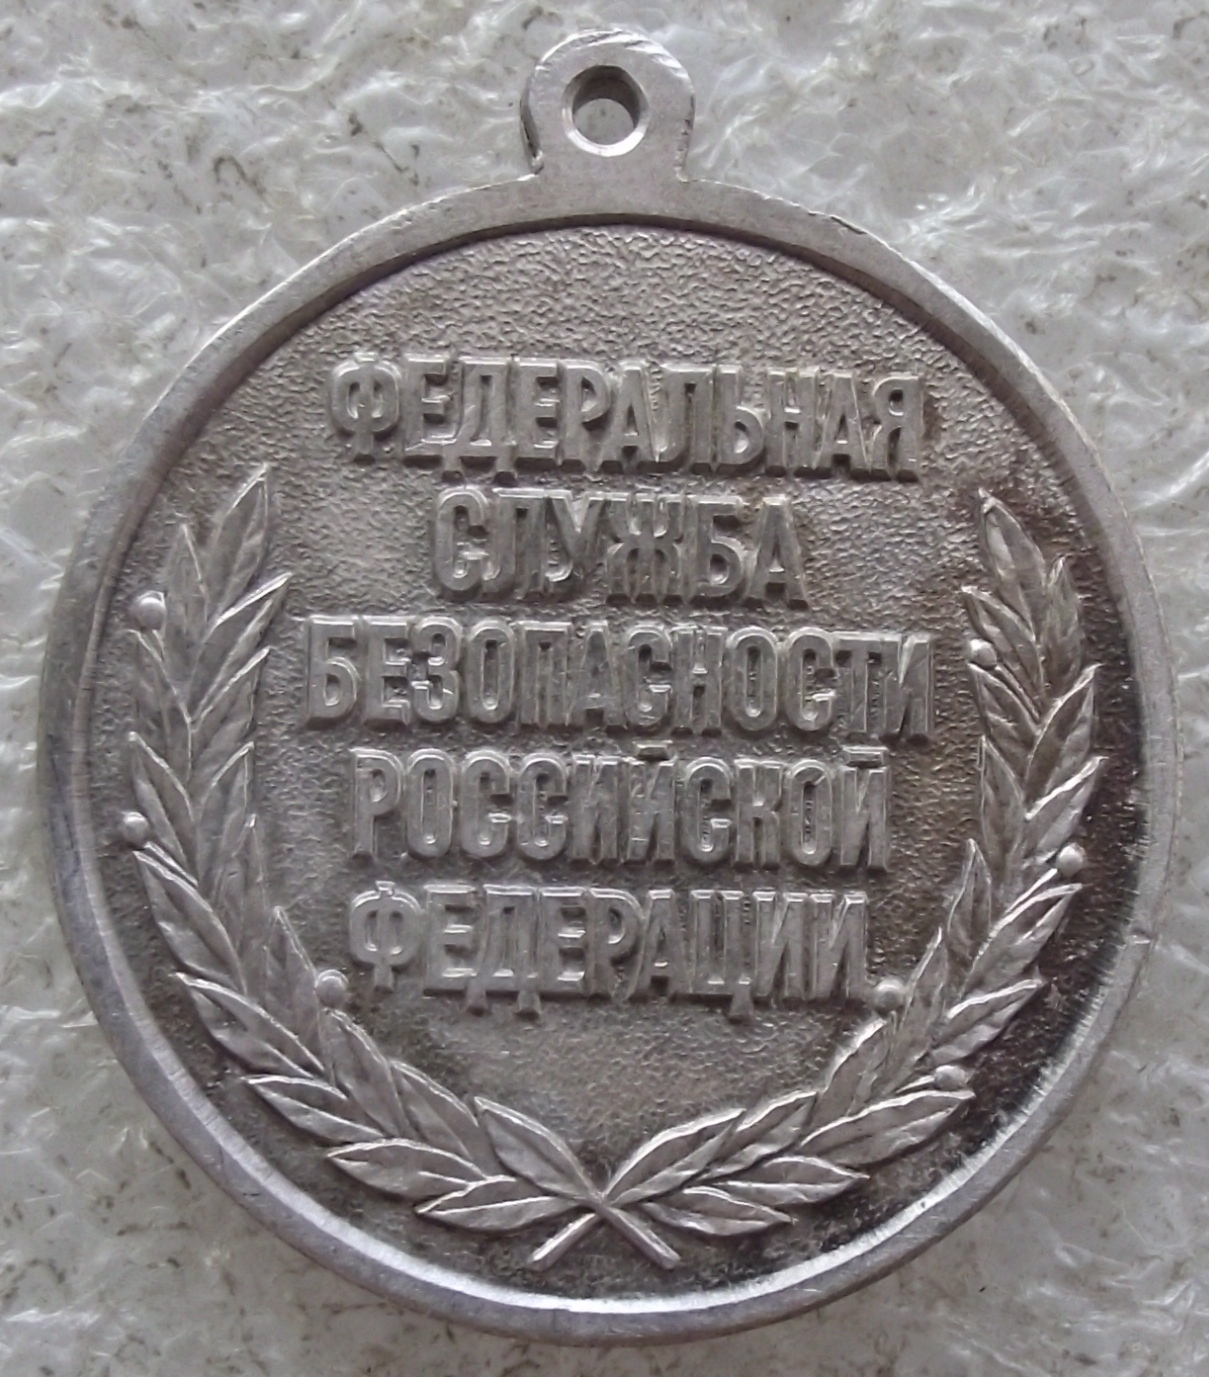 ФЕДЕРАЛЬНАЯ
СЛУЖБА
БЕЗОПАСНОСТИ
РОССИЙСКОЙ
ФЕДЕРАЦИИ